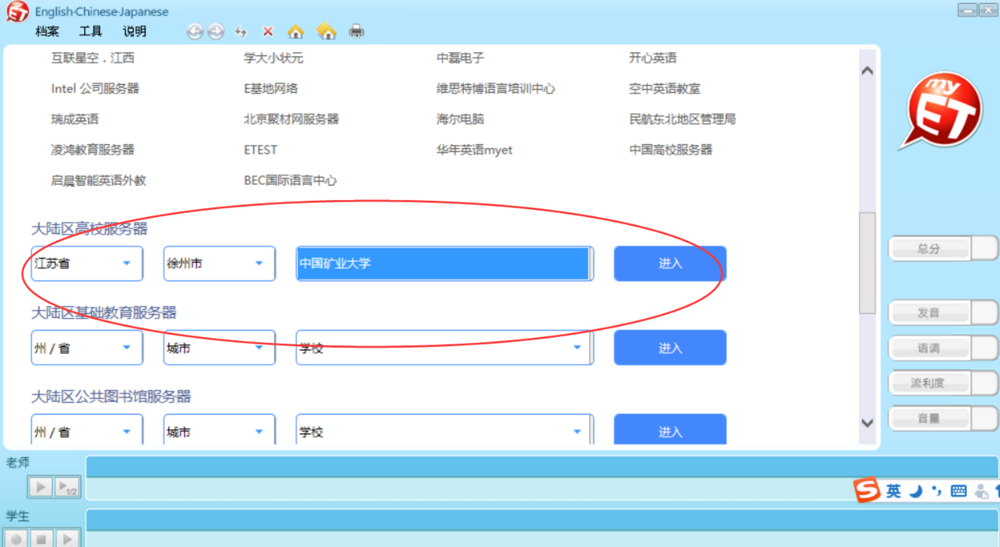 English-Chinese-Japanese
档案 工具 说明
互联星空．江西 学大小状元 中磊电子 开心英语
Intel 公司服务器 E基地网络 维思特博语言培训中心 空中英语教室
瑞成英语 北京聚材网服务器 海尔电脑 民航东北地区管理局
凌鸿教育服务器 ETEST 华年英语myet 中国高校服务器
启晨智能英语外教 BEC国际语言中心
my ET
大陆区高校服务器
江苏省 徐州市 中国矿业大学 进入
总分
大陆区基础教育服务器
发音
州 / 省 城市 学校 进入
语调
流利度
大陆区公共图书馆服务器
音量
州 / 省 城市 学校 进入
老师
1/2
英
学生